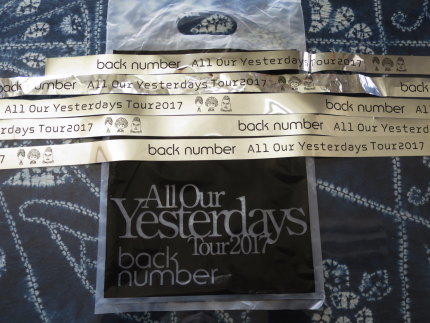 back number All Our Yesterdays Tour2017
All Our Yesterdays Tour2017 back
All Our Yesterdays Tour2017 back number
rdays Tour2017 back number All Our Yesterdays
back number All Our Yesterdays Tour2017
All Our
Yesterdays
Tour2017
back
number